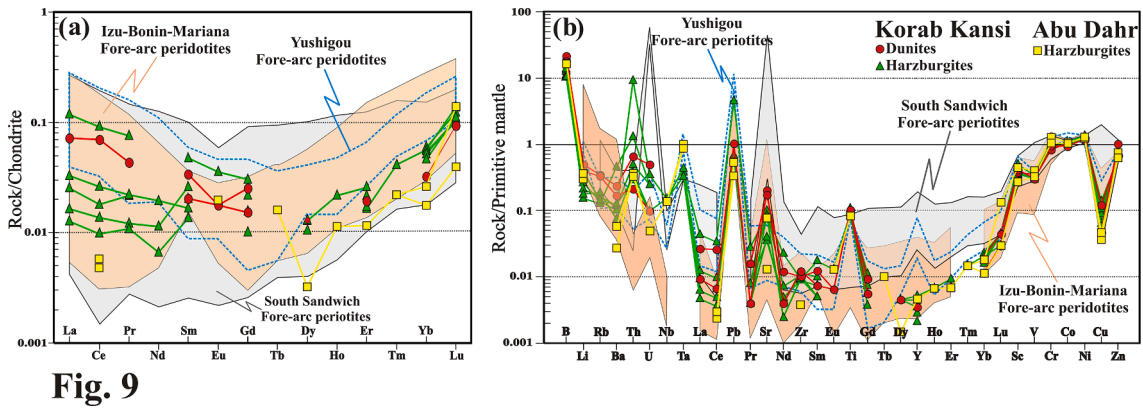 (a)
Izu-Bonin-Mariana
Fore-arc peridotites
Yushigou
Fore-arc peridotites
South Sandwich
Fore-arc periotites
Rock/Chondrite
1
0.1
0.01
0.001
La Pr Sm Gd Dy Er Yb Lu
Ce Nd Eu Tb Ho Tm
(b)
Yushigou
Fore-arc periotites
Korab Kansi
Dunites
Harzburgites
Abu Dahr
Harzburgites
South Sandwich
Fore-arc periotites
Izu-Bonin-Mariana
Fore-arc peridotites
Rock/Primitive mantle
100
10
1
0.1
0.01
0.001
B Rb Th Nb La Pb Sr Zr Eu Gd Dy Ho Tm Lu V Co Cu
Li Ba U Ta Ce Pr Nd Sm Ti Tb Y Er Yb Sc Cr Ni Zn
Fig. 9